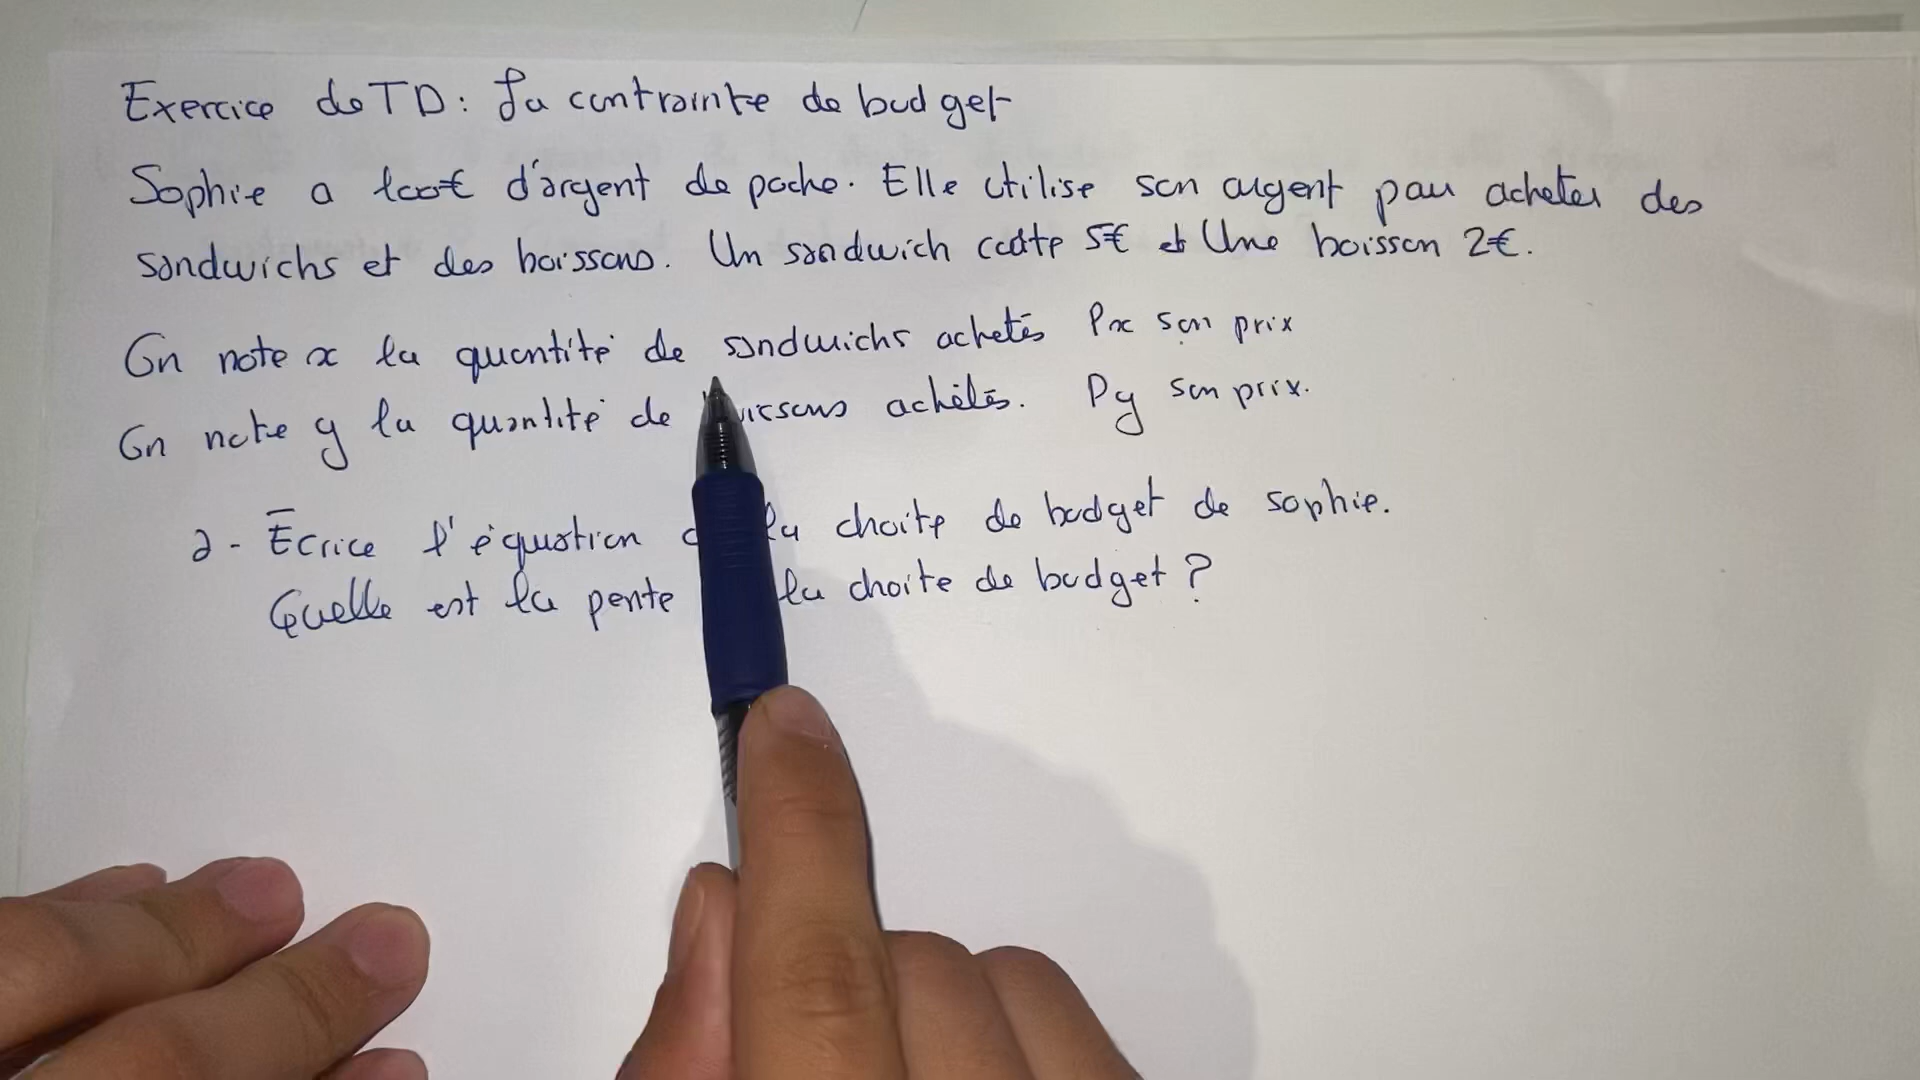 Exercice de TD: La contrainte de budget
Sophie a 100€ d'argent de poche. Elle utilise son argent pour acheter des
sandwichs et des boissons. Un sandwich coûte 5€ et Une boisson 2€.
On note x la quantité de sandwichs achetés Px son prix
On note y la quantité de achétés. Py son prix.
2- Écrire l'équation la droite de budget de sophie.
Quelle est la pente la droite de budget?